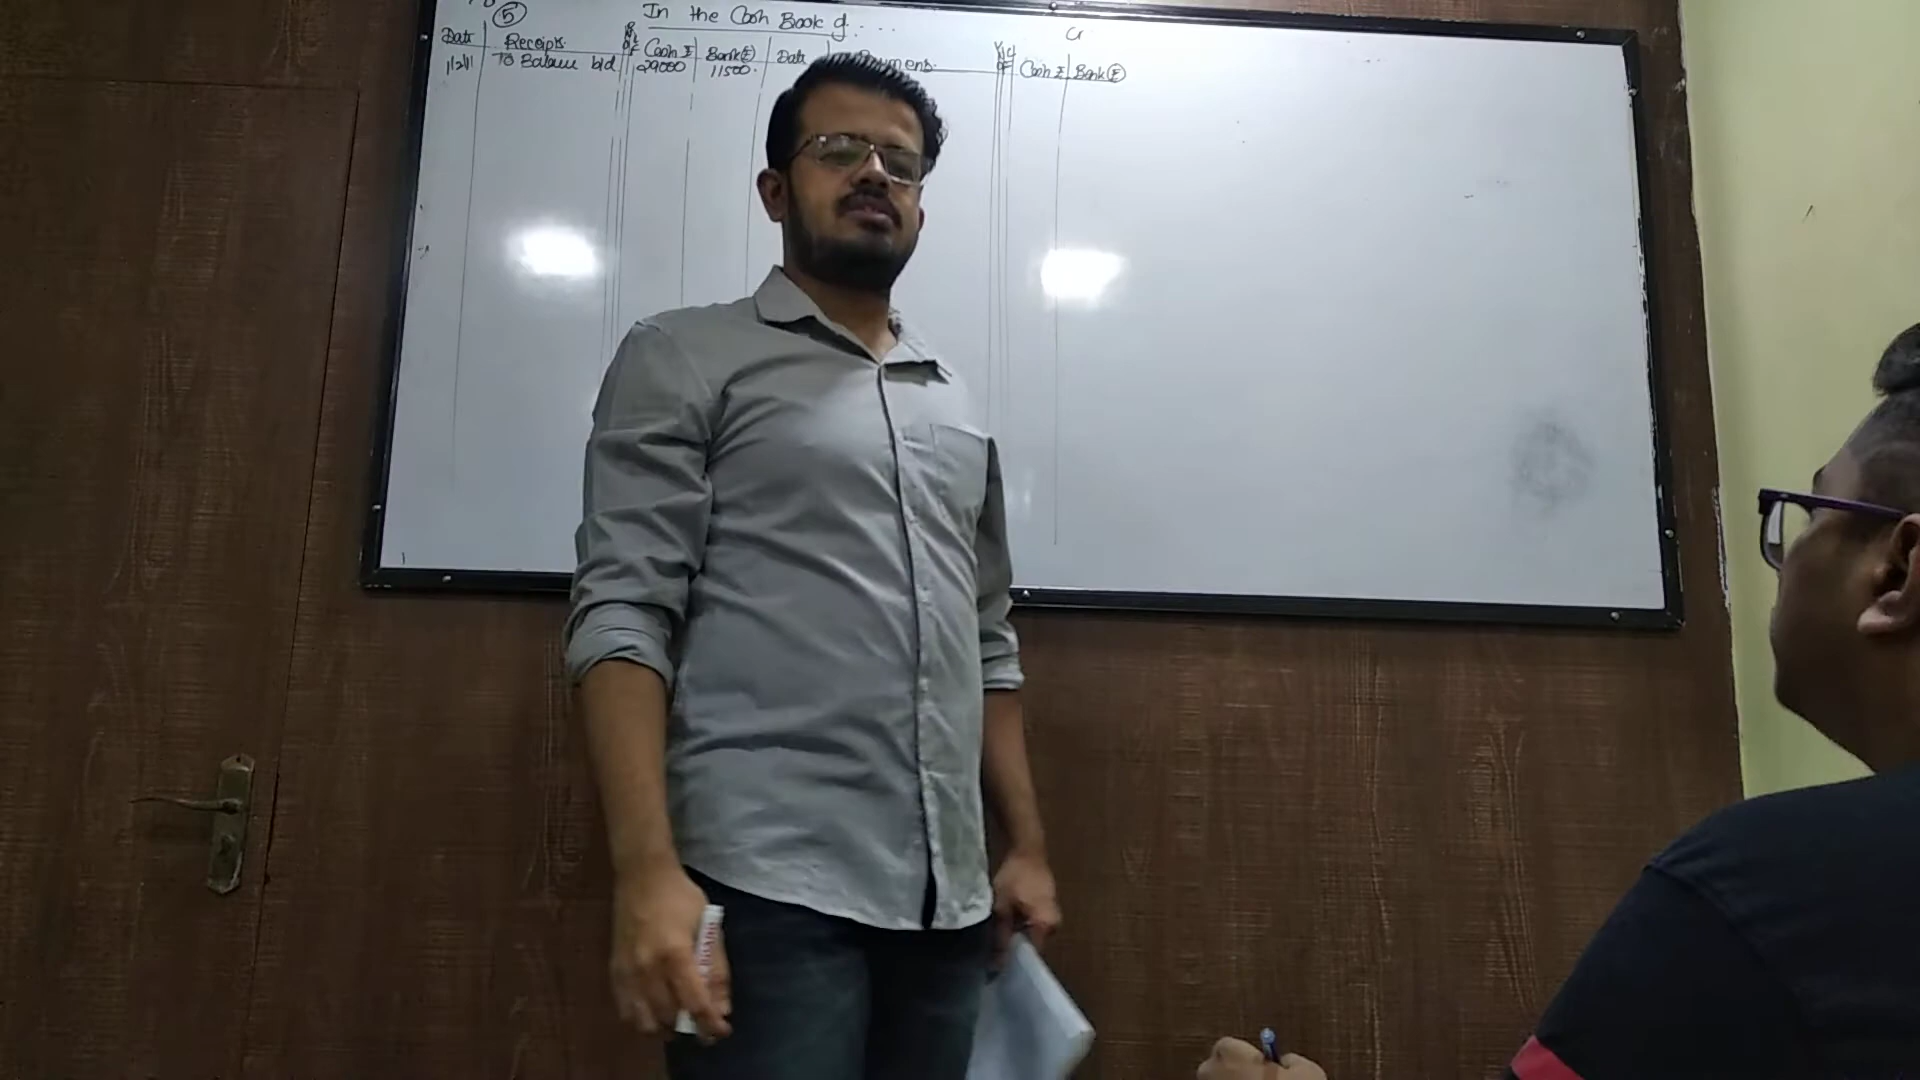 5
In the Cash Book of ....
Cr
Date Receipts Cash ₹ Bank(₹) Date Payments. Cash ₹ Bank(₹)
1/2/11 To Balance b/d 29000 11500.